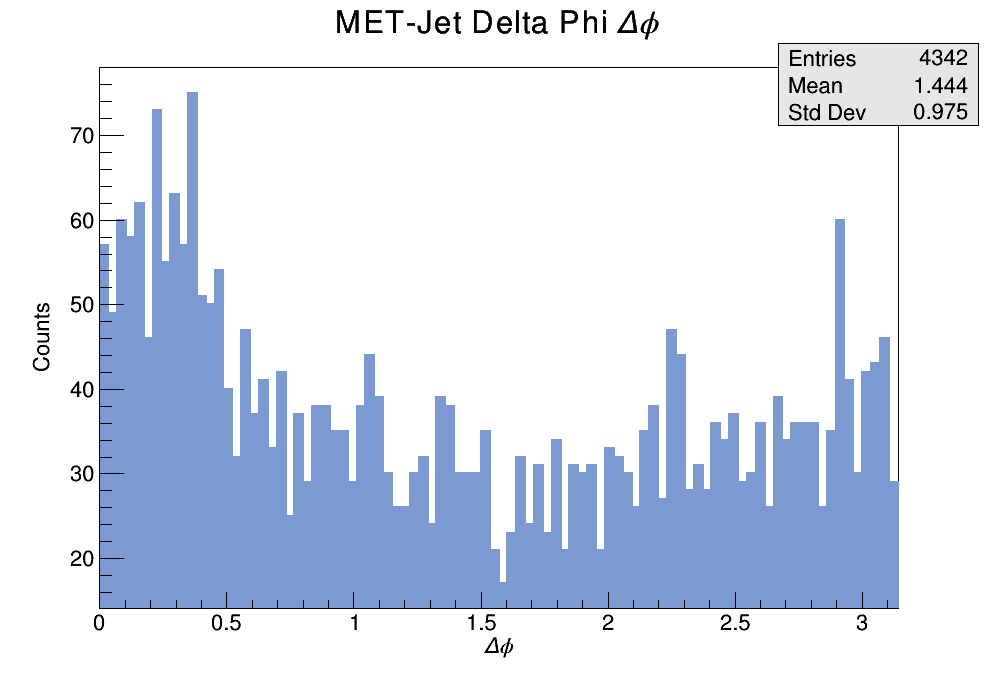 MET-Jet Delta Phi Δϕ
Entries 4342
Mean 1.444
Std Dev 0.975
70
60
50
40
30
20
Counts
0 0.5 1 1.5 2 2.5 3
Δϕ